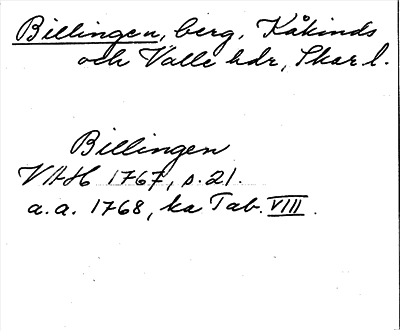 Billingen, berg, Kåkinds
och Valle hdr, Skar l.
Billingen
VAH 1767, s. 21.
a.a. 1768, ka Tab. VIII.